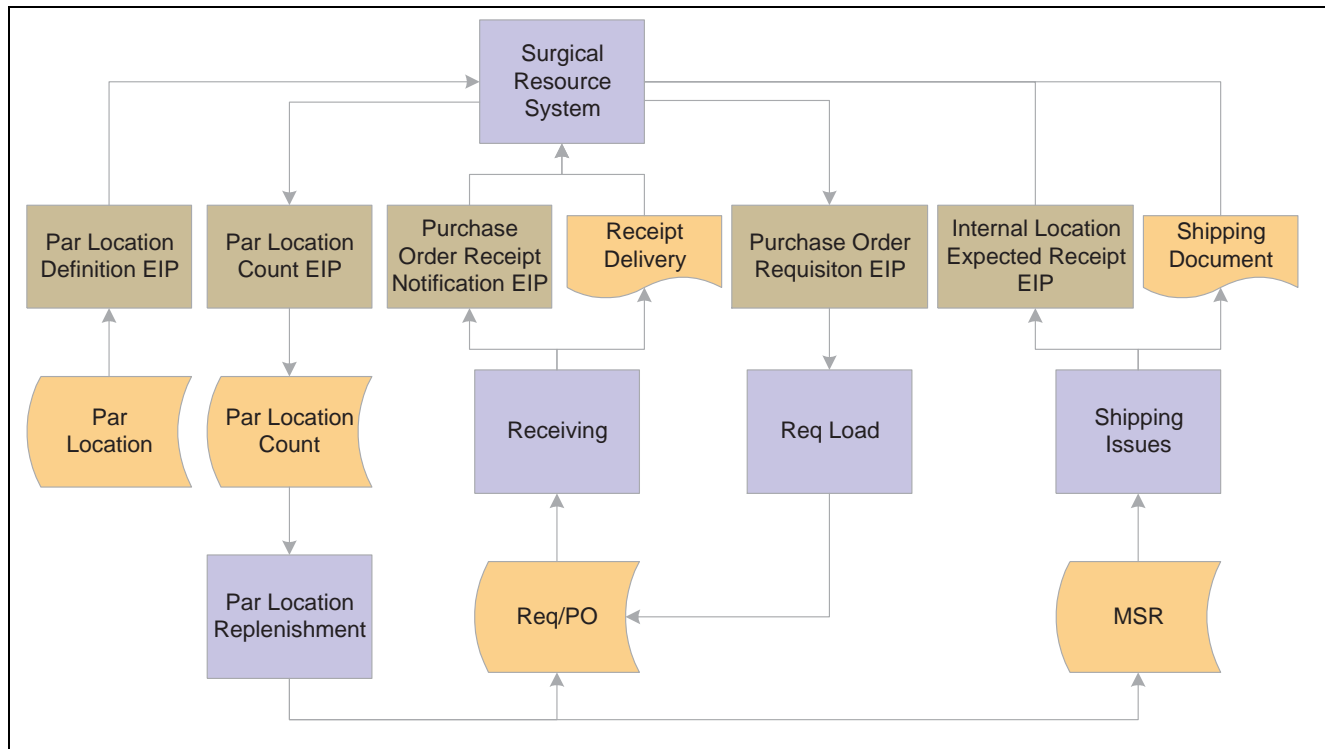 Surgical
Resource
System
Par Location
Definition EIP
Par Location
Count EIP
Purchase
Order Receipt
Notification EIP
Receipt
Delivery
Purchase Order
Requisiton EIP
Internal Location
Expected Receipt
EIP
Shipping
Document
Par
Location
Par Location
Count
Receiving
Req Load
Shipping
Issues
Par Location
Replenishment
Req/PO
MSR